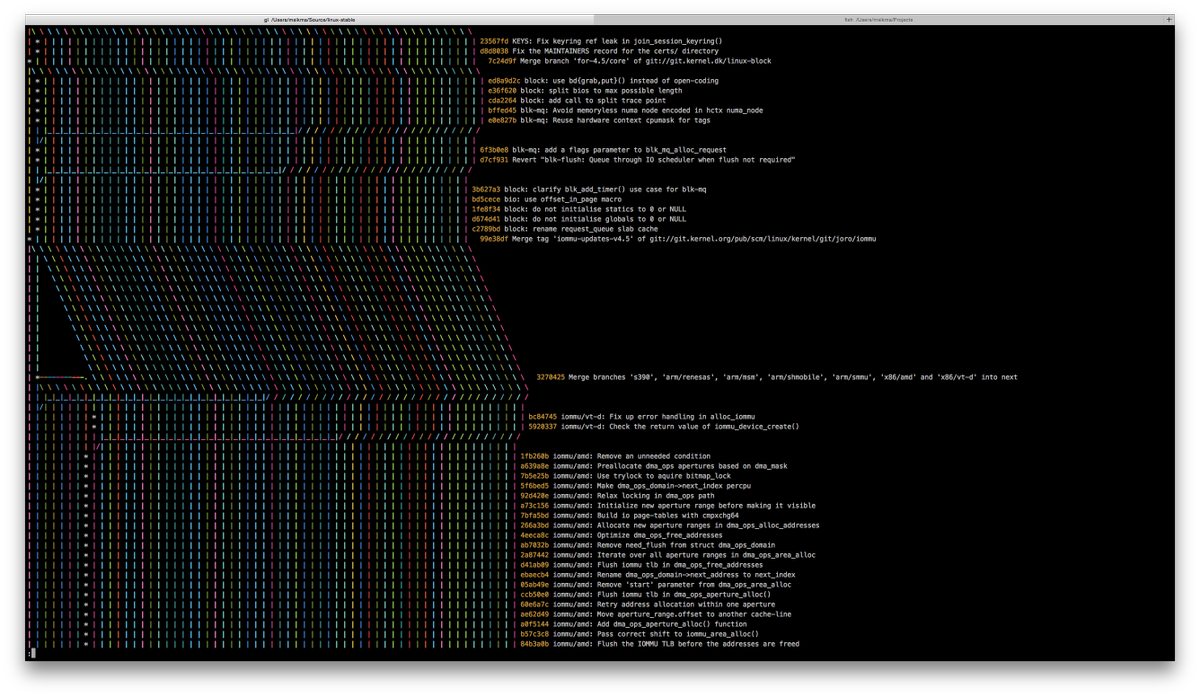 gl /Users/meikma/Source/linux-stable
fish /Users/meikma/Projects
23567fd KEYS: Fix keyring ref leak in join_session_keyring()
d8d8038 Fix the MAINTAINERS record for the certs/ directory
7c24d9f Merge branch 'for-4.5/core' of git://git.kernel.dk/linux-block
ed8a9d2c block: use bd{grab,put}() instead of open-coding
e36f620 block: split bios to max possible length
cda2264 block: add call to split trace point
bffed45 blk-mq: Avoid memoryless numa node encoded in hctx numa_node
e0e827b blk-mq: Reuse hardware context cpumask for tags
6f3b0e8 blk-mq: add a flags parameter to blk_mq_alloc_request
d7cf931 Revert "blk-flush: Queue through IO scheduler when flush not required"
3b627a3 block: clarify blk_add_timer() use case for blk-mq
bd5cece bio: use offset_in_page macro
1fe8f34 block: do not initialise statics to 0 or NULL
d674d41 block: do not initialise globals to 0 or NULL
c2789bd block: rename request_queue slab cache
99e38df Merge tag 'iommu-updates-v4.5' of git://git.kernel.org/pub/scm/linux/kernel/git/joro/iommu
3270425 Merge branches 's390', 'arm/renesas', 'arm/msm', 'arm/shmobile', 'arm/smmu', 'x86/amd' and 'x86/vt-d' into next
bc84745 iommu/vt-d: Fix up error handling in alloc_iommu
5920337 iommu/vt-d: Check the return value of iommu_device_create()
1fb260b iommu/amd: Remove an unneeded condition
a639a8e iommu/amd: Preallocate dma_ops apertures based on dma_mask
7b5e25b iommu/amd: Use trylock to aquire bitmap_lock
5f6bed5 iommu/amd: Make dma_ops_domain->next_index percpu
92d420e iommu/amd: Relax locking in dma_ops path
a73c156 iommu/amd: Initialize new aperture range before making it visible
7bfa5bd iommu/amd: Build io page-tables with cmpxchg64
266a3bd iommu/amd: Allocate new aperture ranges in dma_ops_alloc_addresses
4eeca8c iommu/amd: Optimize dma_ops_free_addresses
ab7032b iommu/amd: Remove need_flush from struct dma_ops_domain
2a87442 iommu/amd: Iterate over all aperture ranges in dma_ops_area_alloc
d41ab09 iommu/amd: Flush iommu tlb in dma_ops_free_addresses
ebaecb4 iommu/amd: Rename dma_ops_domain->next_address to next_index
05ab49e iommu/amd: Remove 'start' parameter from dma_ops_area_alloc
ccb50e0 iommu/amd: Flush iommu tlb in dma_ops_aperture_alloc()
60e6a7c iommu/amd: Retry address allocation within one aperture
ae62d49 iommu/amd: Move aperture_range.offset to another cache-line
a0f5144 iommu/amd: Add dma_ops_aperture_alloc() function
b57c3c8 iommu/amd: Pass correct shift to iommu_area_alloc()
84b3a0b iommu/amd: Flush the IOMMU TLB before the addresses are freed
: